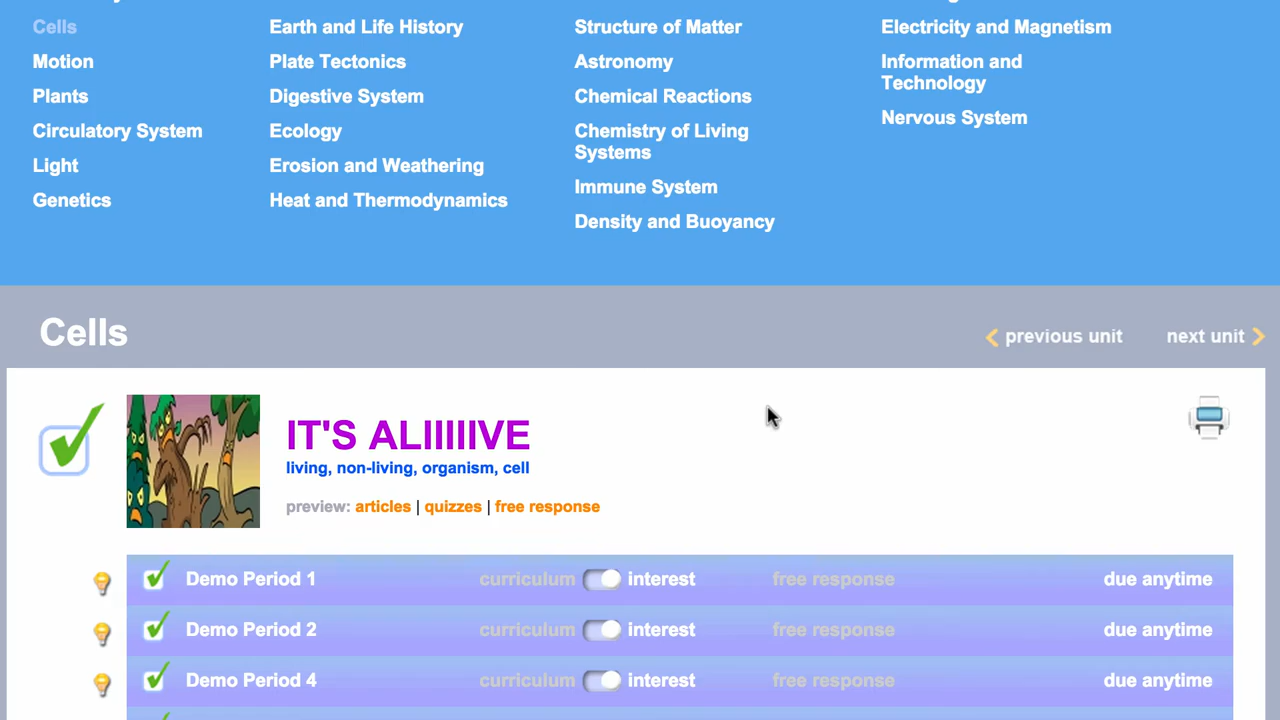 Cells
Motion
Plants
Circulatory System
Light
Genetics
Earth and Life History
Plate Tectonics
Digestive System
Ecology
Erosion and Weathering
Heat and Thermodynamics
Structure of Matter
Astronomy
Chemical Reactions
Chemistry of Living
Systems
Immune System
Density and Buoyancy
Electricity and Magnetism
Information and
Technology
Nervous System
Cells
previous unit next unit
IT'S ALIIIIIVE
living, non-living, organism, cell
preview: articles | quizzes | free response
Demo Period 1 curriculum interest free response due anytime
Demo Period 2 curriculum interest free response due anytime
Demo Period 4 curriculum interest free response due anytime